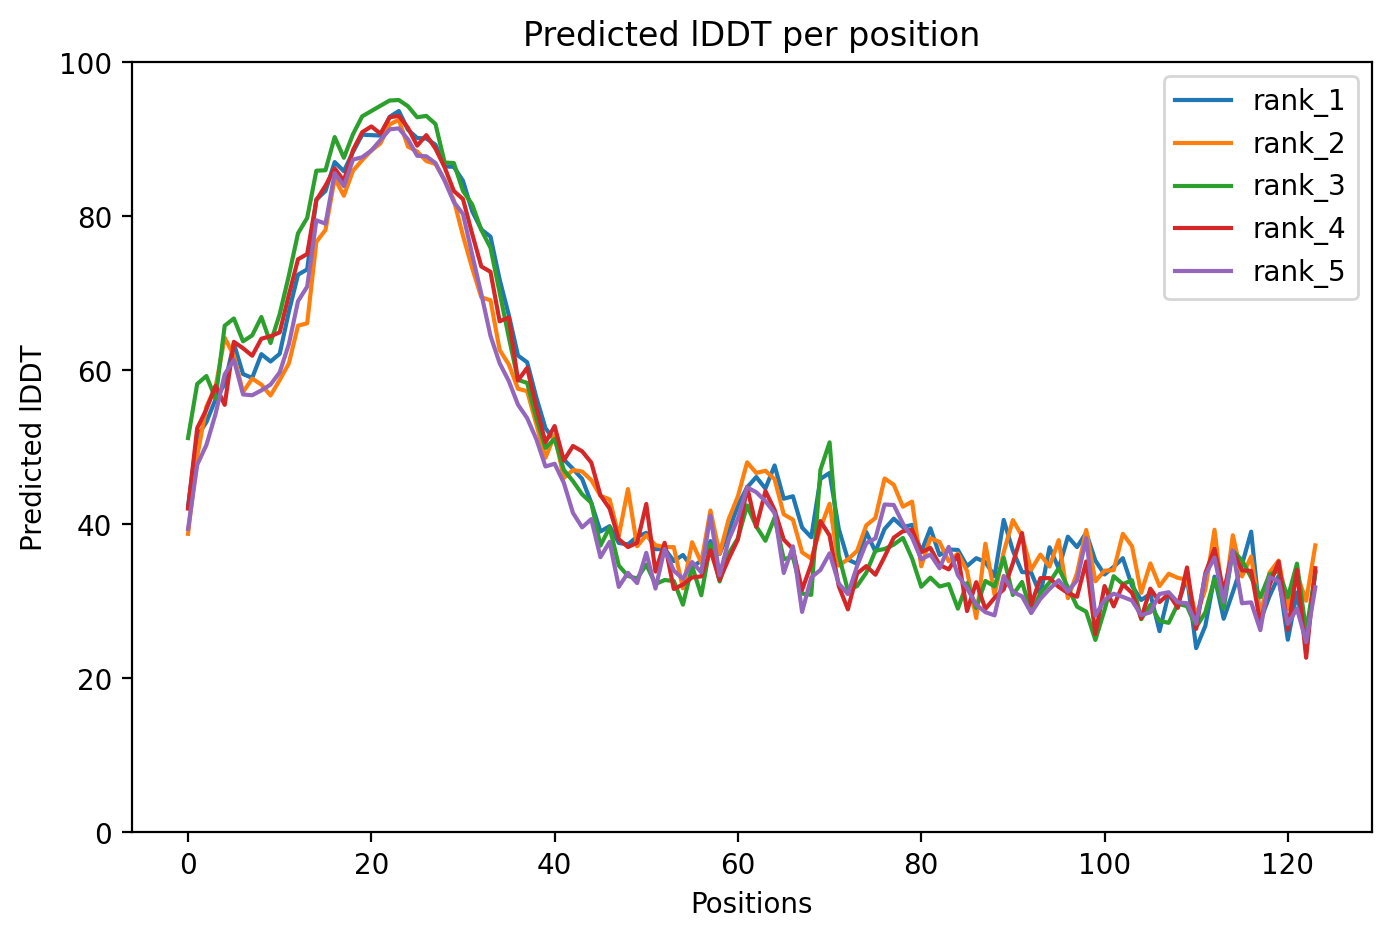 Predicted lDDT per position
100
80
60
40
20
0
Predicted lDDT
rank_1
rank_2
rank_3
rank_4
rank_5
0 20 40 60 80 100 120
Positions